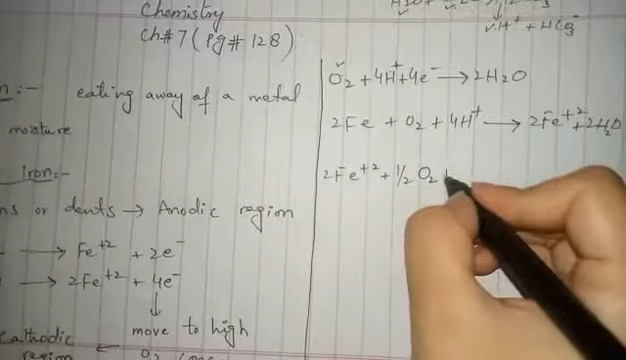 Chemistry
Ch#7 (Pg#128)
n:- eating away of a metal
moisture
iron:-
ns or dents → Anodic region
→ Fe⁺² + 2e⁻
→ 2Fe⁺² + 4e⁻
↓
move to high
cathodic ←
region
H⁺ + HCO₃⁻
O₂ + 4H⁺ + 4e⁻ → 2H₂O
2Fe + O₂ + 4H⁺ → 2Fe⁺² + 2H₂O
2Fe⁺² + 1/2 O₂